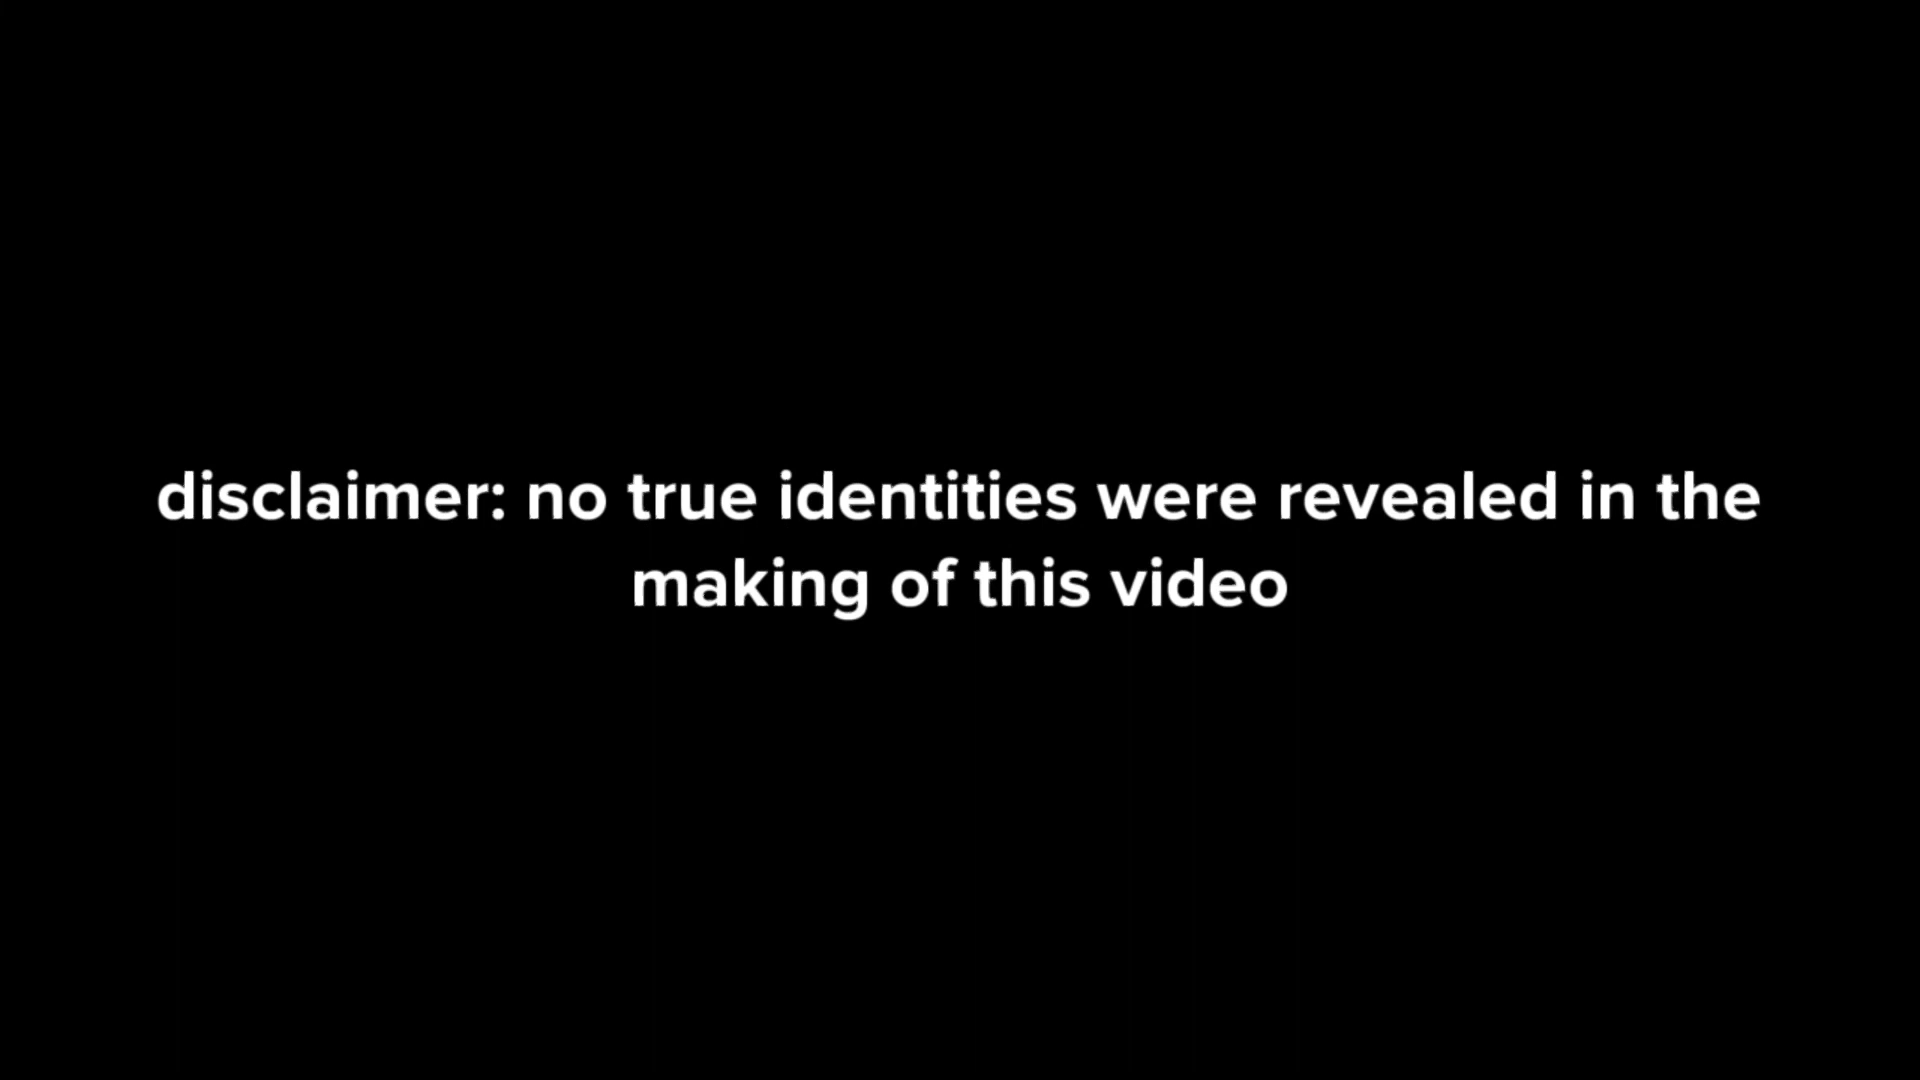 disclaimer: no true identities were revealed in the
making of this video